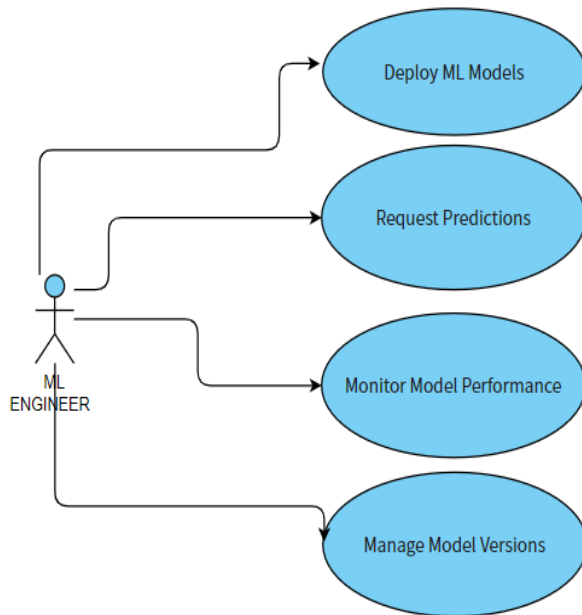 Deploy ML Models
Request Predictions
ML
ENGINEER
Monitor Model Performance
Manage Model Versions